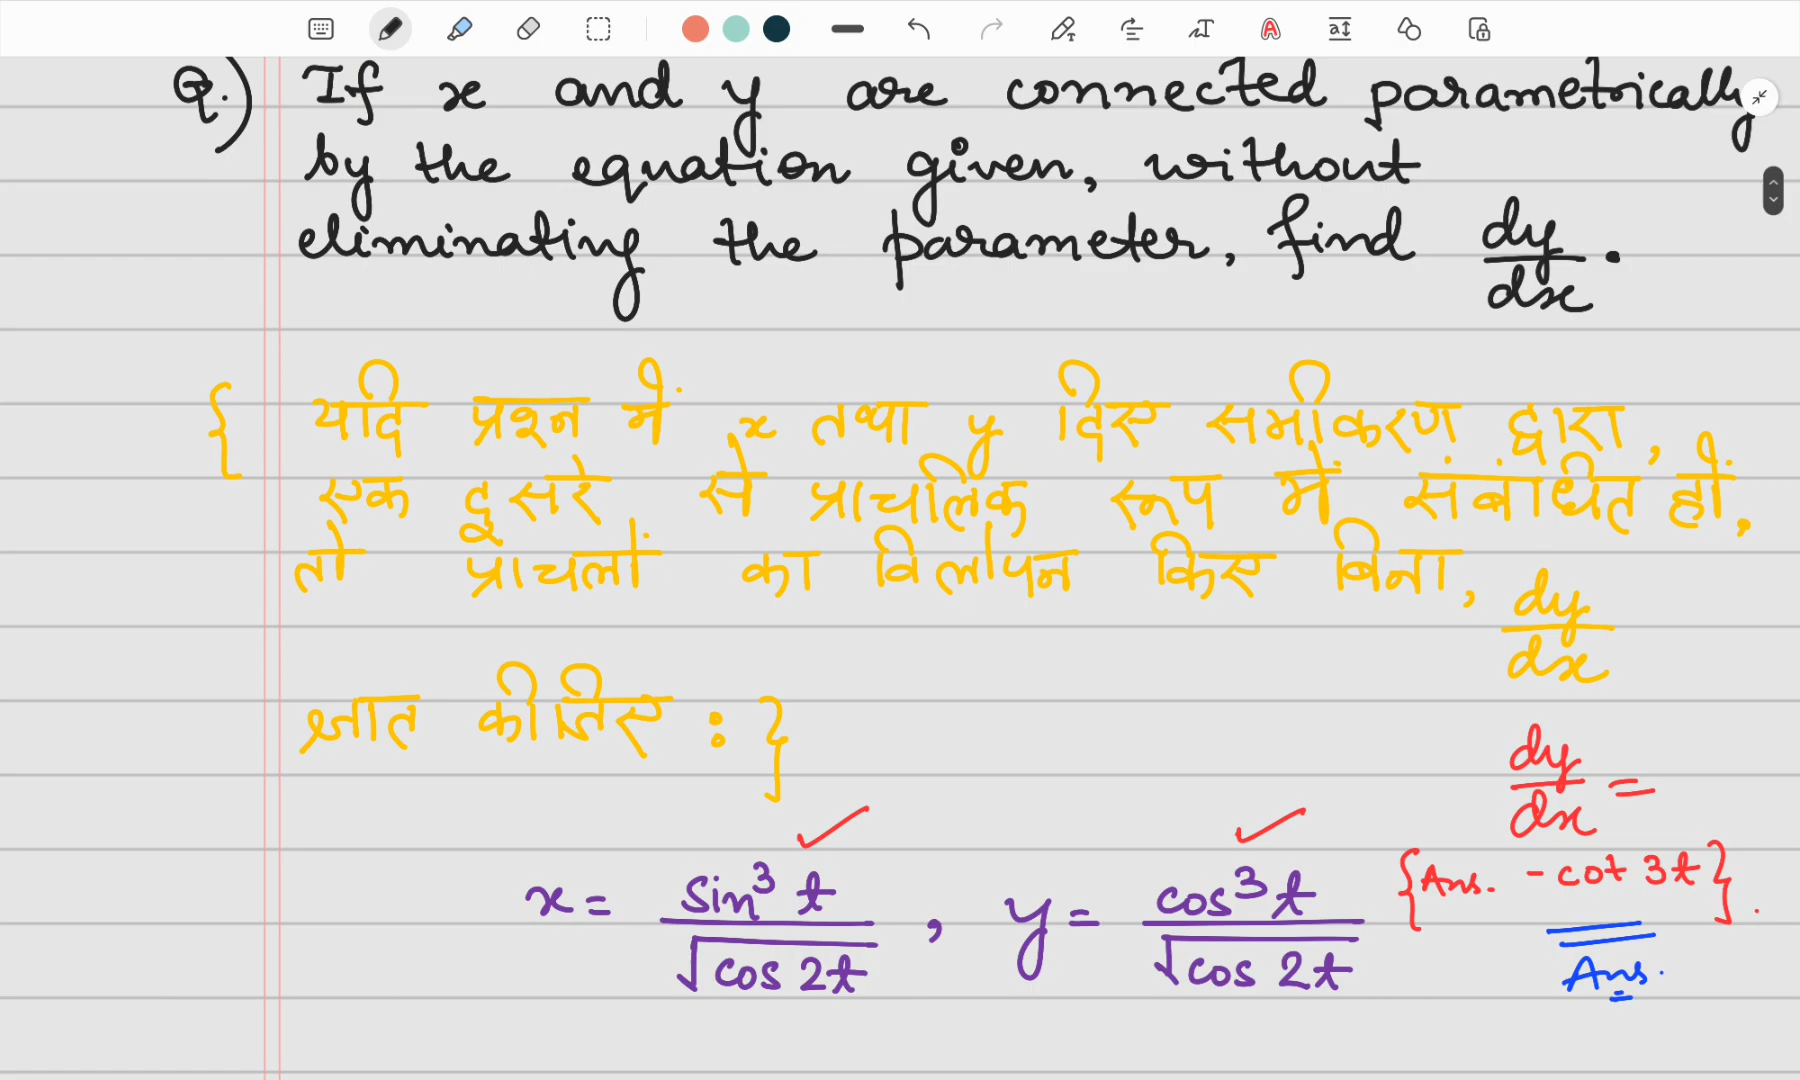 Q.) If x and y are connected parametrically
by the equation given, without
eliminating the parameter, find dy/dx.
{ यदि प्रश्न में x तथा y दिए समीकरण द्वारा,
एक दूसरे से प्राचलिक रूप में संबंधित हों,
तो प्राचलों का विलोपन किए बिना, dy/dx
ज्ञात कीजिए : }
dy/dx =
x = sin³ t / √cos 2t , y = cos³ t / √cos 2t {Ans. - cot 3t}.
Ans.